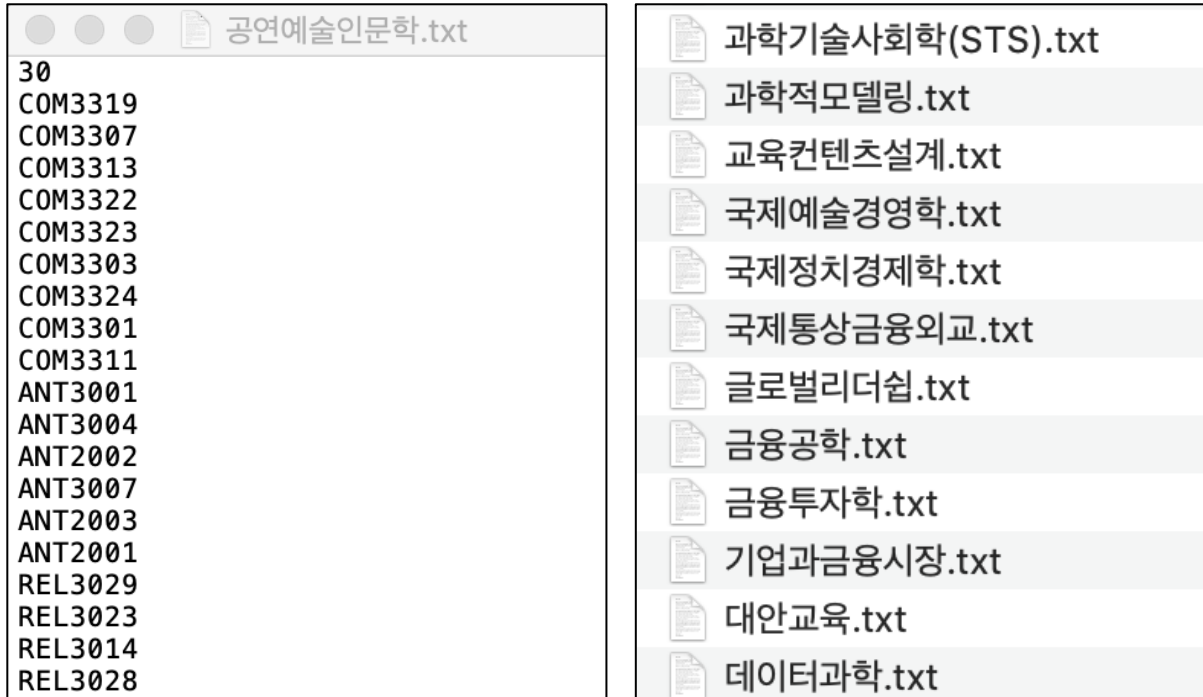 공연예술인문학.txt
30
COM3319
COM3307
COM3313
COM3322
COM3323
COM3303
COM3324
COM3301
COM3311
ANT3001
ANT3004
ANT2002
ANT3007
ANT2003
ANT2001
REL3029
REL3023
REL3014
REL3028
과학기술사회학(STS).txt
과학적모델링.txt
교육컨텐츠설계.txt
국제예술경영학.txt
국제정치경제학.txt
국제통상금융외교.txt
글로벌리더쉽.txt
금융공학.txt
금융투자학.txt
기업과금융시장.txt
대안교육.txt
데이터과학.txt